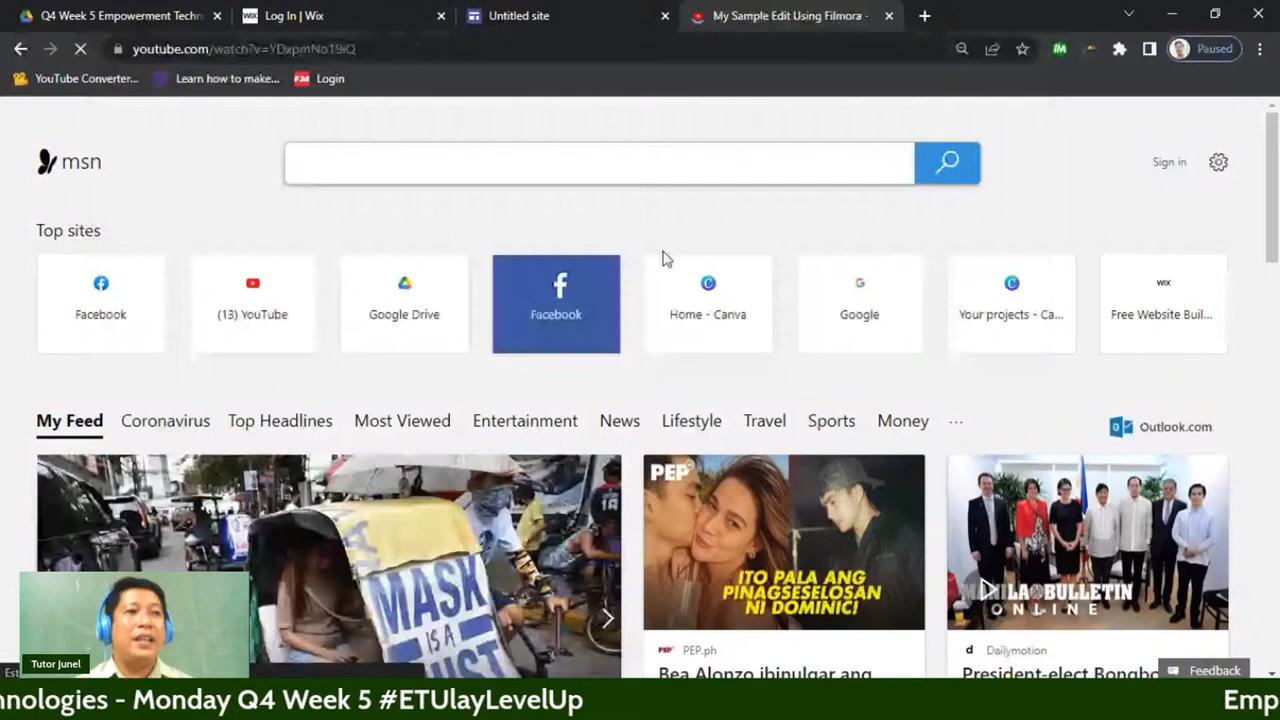 Q4 Week 5 Empowerment Techn
Log In | Wix
Untitled site
My Sample Edit Using Filmora -
youtube.com/watch?v=YDxpmNo19iQ
Paused
YouTube Converter...
Learn how to make...
Login
msn
Sign in
Top sites
Facebook
(13) YouTube
Google Drive
Facebook
Home - Canva
Google
Your projects - Ca...
WIX
Free Website Buil...
My Feed
Coronavirus
Top Headlines
Most Viewed
Entertainment
News
Lifestyle
Travel
Sports
Money
...
Outlook.com
MASK
IS A
PEP
ITO PALA ANG
PINAGSESELOSAN
NI DOMINIC!
MANILA BULLETIN
ONLINE
PEP.ph
Bea Alonzo ibinulgar ang
Dailymotion
President-elect Bongbo
Feedback
Tutor Junel
hnologies - Monday Q4 Week 5 #ETUlayLevelUp
Emp